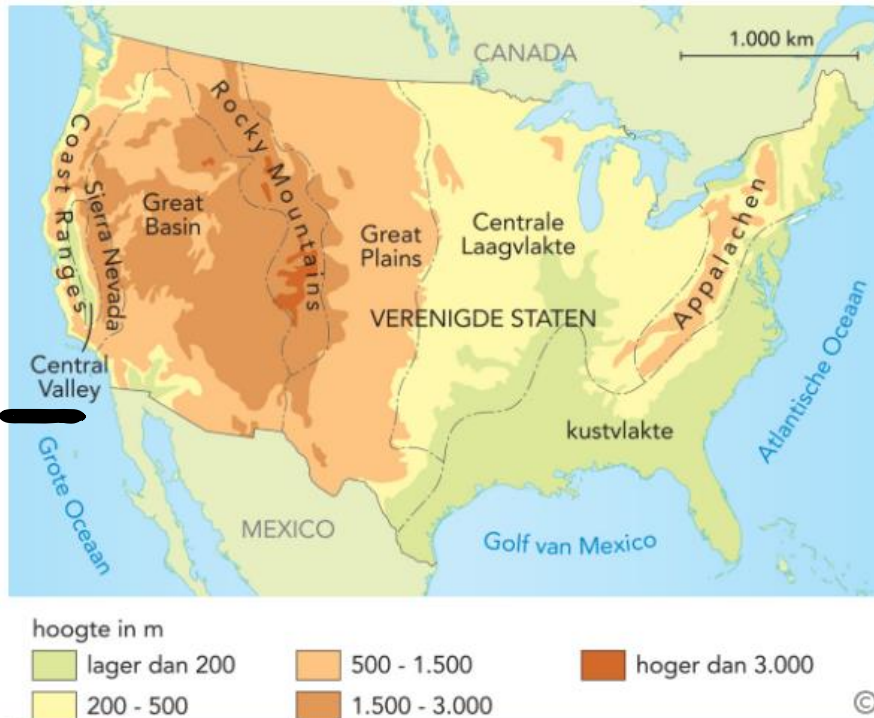 CANADA
1.000 km
Rocky Mountains
Coast Ranges
Sierra Nevada
Great
Basin
Great
Plains
Centrale
Laagvlakte
Appalachen
VERENIGDE STATEN
Central
Valley
kustvlakte
Atlantische Oceaan
Grote Oceaan
MEXICO
Golf van Mexico
hoogte in m
lager dan 200
500 - 1.500
hoger dan 3.000
200 - 500
1.500 - 3.000
©